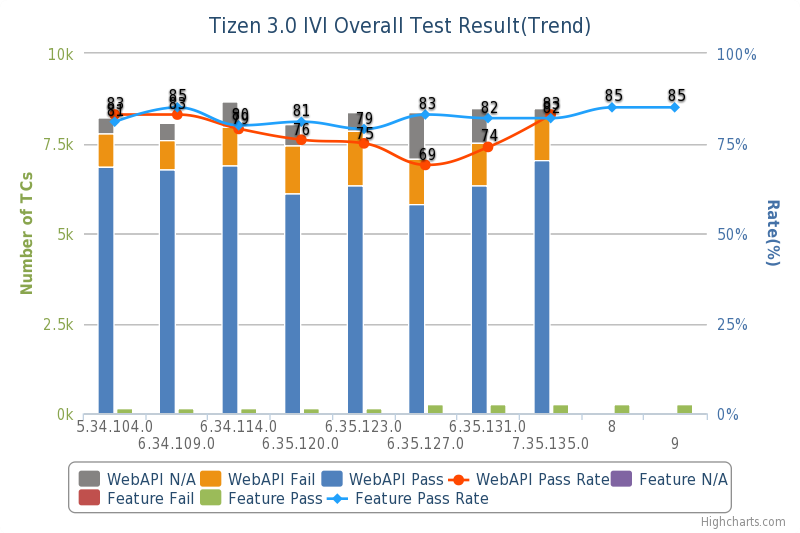 Tizen 3.0 IVI Overall Test Result(Trend)
10k
7.5k
5k
2.5k
0k
Number of TCs
100%
75%
50%
25%
0%
Rate(%)
83 85 80 81 79 83 82 83 85 85
81 83 79 76 75 69 74 82
5.34.104.0 6.34.114.0 6.35.123.0 6.35.131.0 8
6.34.109.0 6.35.120.0 6.35.127.0 7.35.135.0 9
WebAPI N/A WebAPI Fail WebAPI Pass WebAPI Pass Rate Feature N/A
Feature Fail Feature Pass Feature Pass Rate
Highcharts.com